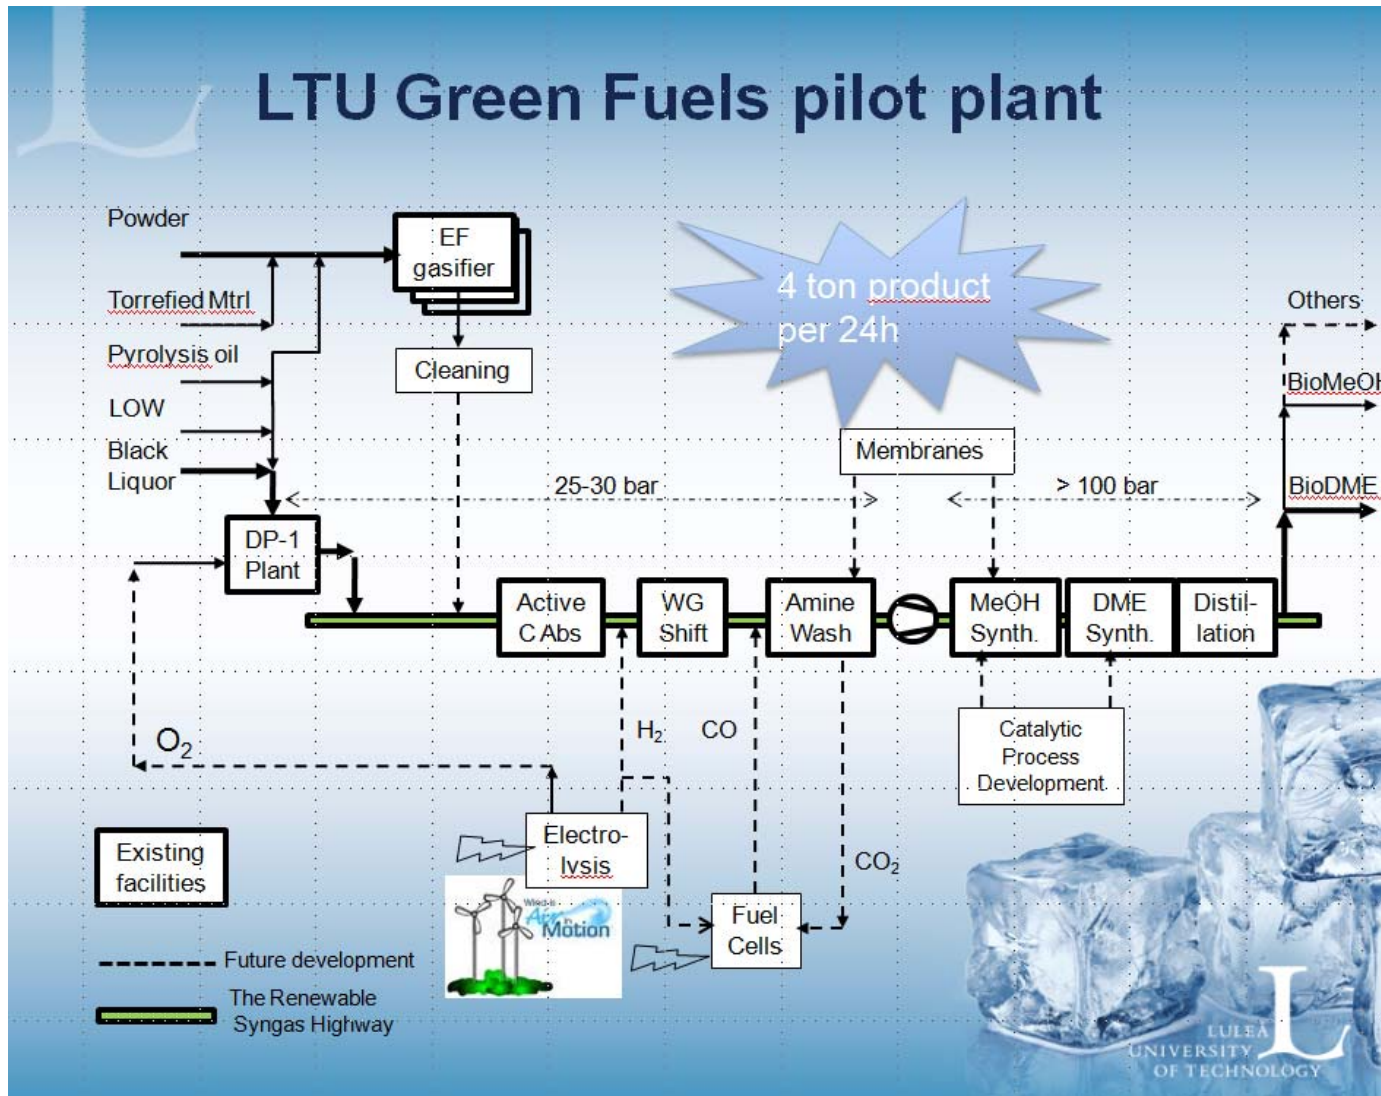 LTU Green Fuels pilot plant
Powder
EF
gasifier
4 ton product
per 24h
Torrefied Mtrl
Others
Pyrolysis oil
Cleaning
BioMeOH
LOW
Black
Liquor
Membranes
25-30 bar
> 100 bar
BioDME
DP-1
Plant
Active
C Abs
WG
Shift
Amine
Wash
MeOH
Synth.
DME
Synth.
Distil-
lation
O2
H2
CO
Catalytic
Process
Development
Electro-
lysis
CO2
Existing
facilities
Wired-is
Air
in
Motion
Fuel
Cells
Future development
The Renewable
Syngas Highway
LULEÅ
UNIVERSITY
OF TECHNOLOGY
L